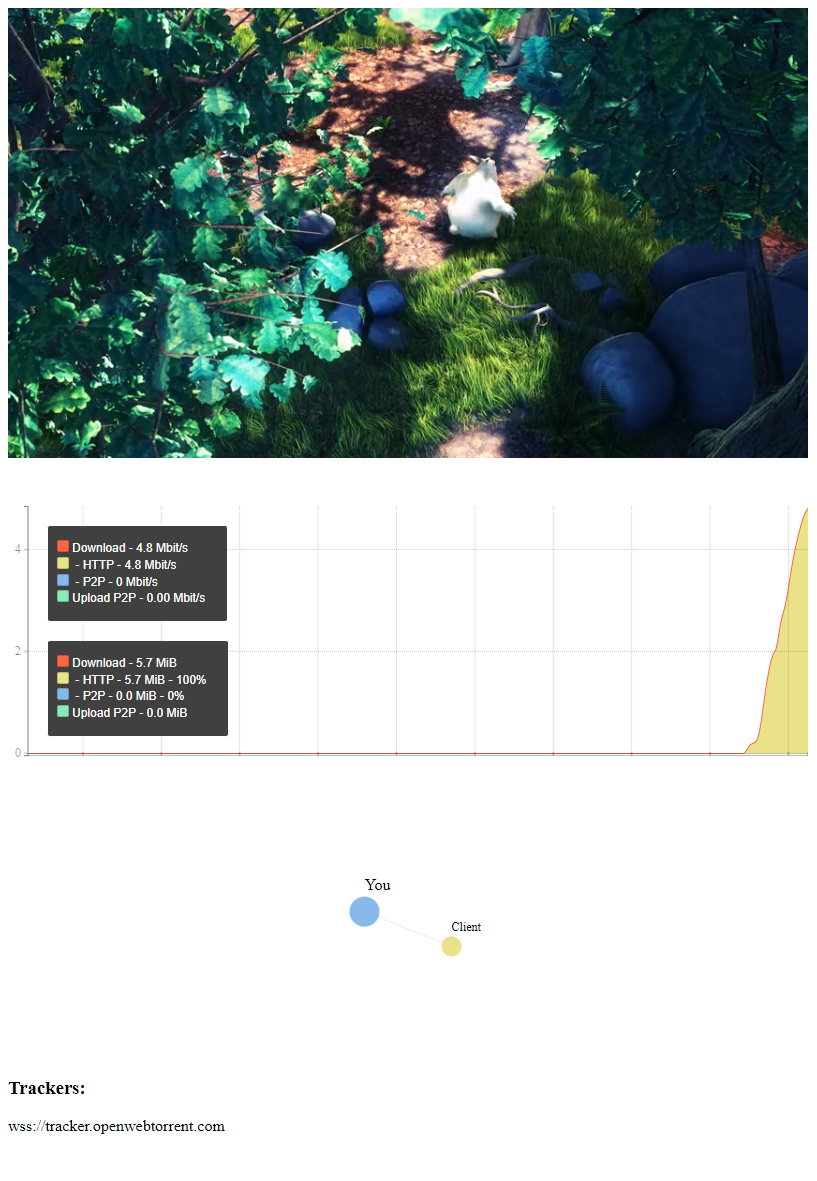 4
2
0
Download - 4.8 Mbit/s
- HTTP - 4.8 Mbit/s
- P2P - 0 Mbit/s
Upload P2P - 0.00 Mbit/s
Download - 5.7 MiB
- HTTP - 5.7 MiB - 100%
- P2P - 0.0 MiB - 0%
Upload P2P - 0.0 MiB
You
Client
Trackers:
wss://tracker.openwebtorrent.com